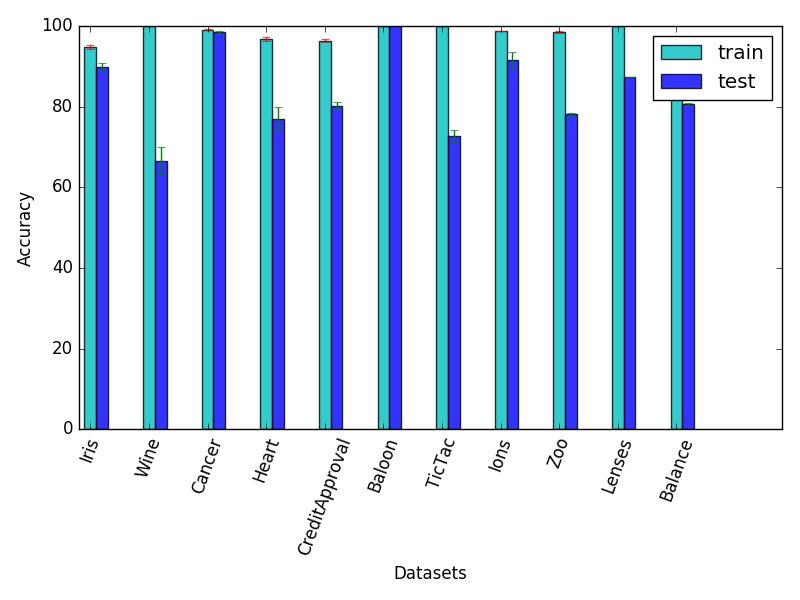 100
80
60
40
20
0
Accuracy
train
test
Iris
Wine
Cancer
Heart
CreditApproval
Baloon
TicTac
Ions
Zoo
Lenses
Balance
Datasets